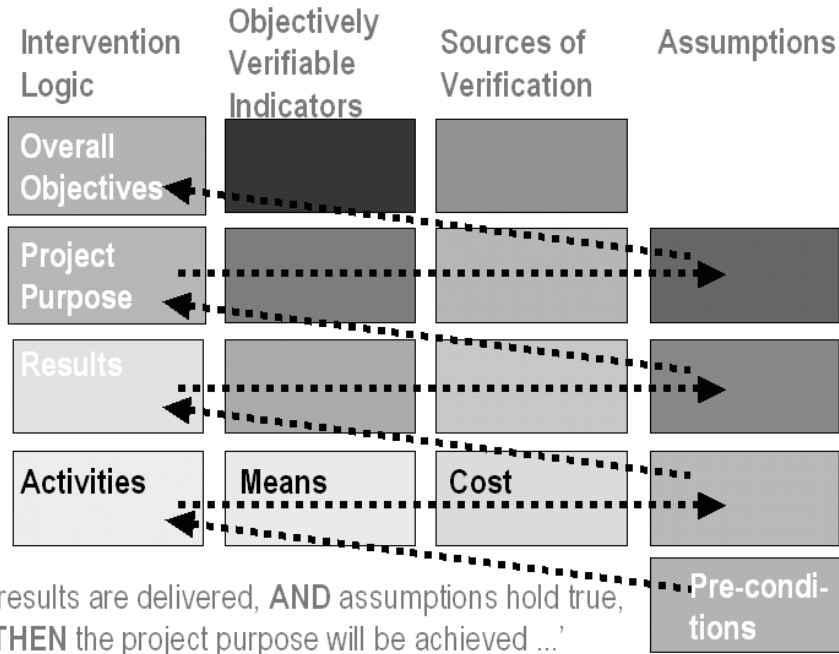 Intervention
Logic
Objectively
Verifiable
Indicators
Sources of
Verification
Assumptions
Overall
Objectives
Project
Purpose
Results
Activities
Means
Cost
Pre-condi-
tions
results are delivered, AND assumptions hold true,
THEN the project purpose will be achieved ...'